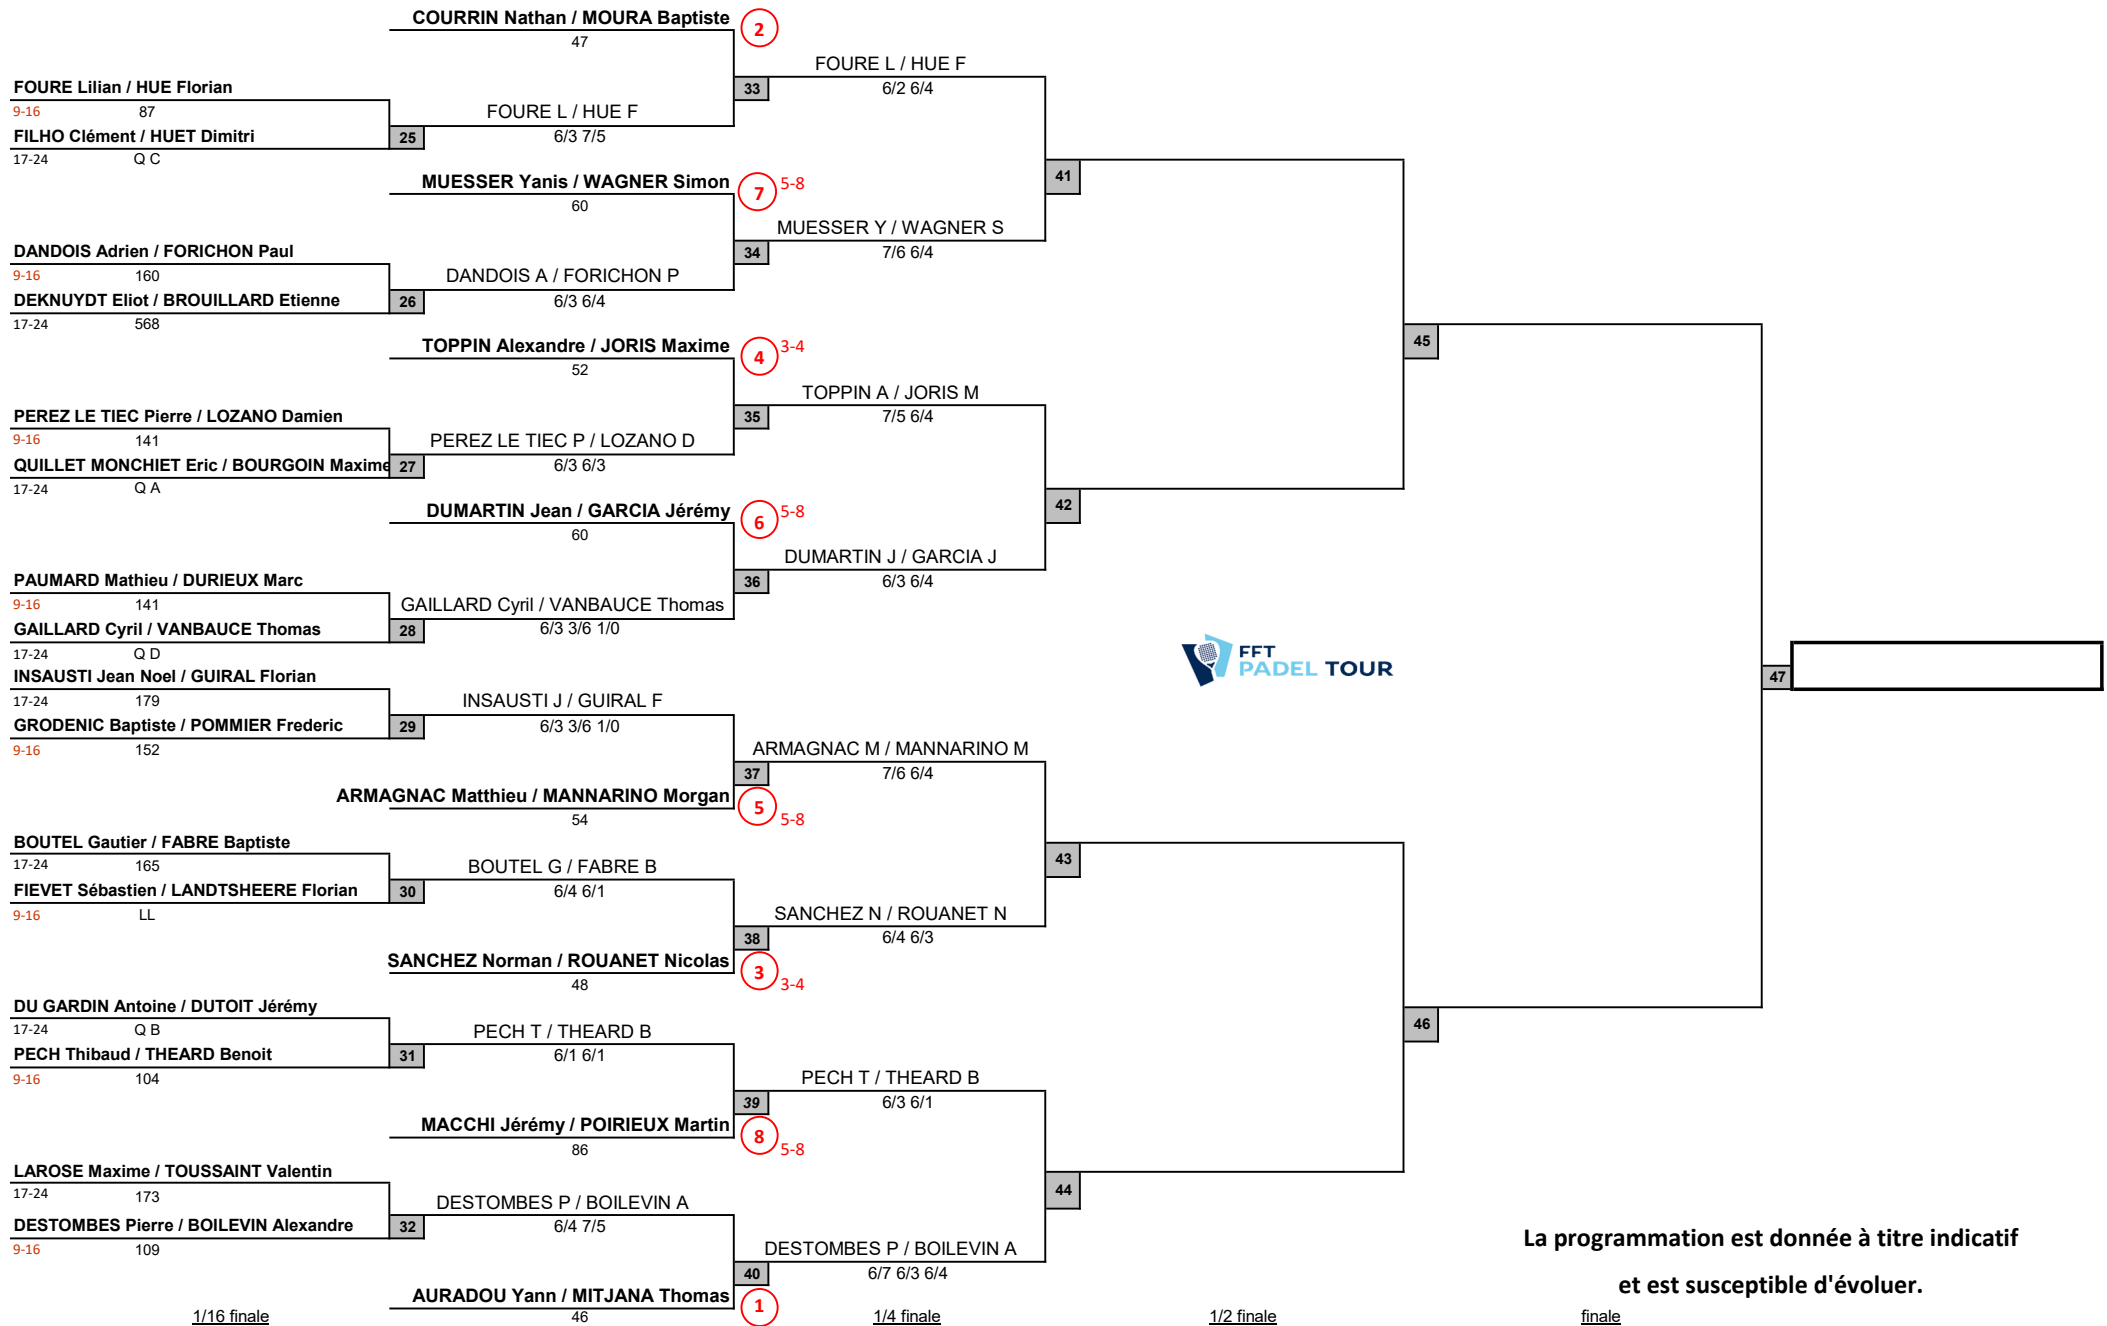 COURRIN Nathan / MOURA Baptiste
2
47
FOURE L / HUE F
FOURE Lilian / HUE Florian
33
6/2 6/4
9-16
87
FOURE L / HUE F
FILHO Clément / HUET Dimitri
25
6/3 7/5
17-24
Q C
MUESSER Yanis / WAGNER Simon
7
5-8
41
60
MUESSER Y / WAGNER S
DANDOIS Adrien / FORICHON Paul
34
7/6 6/4
9-16
160
DANDOIS A / FORICHON P
DEKNUYDT Eliot / BROUILLARD Etienne
26
6/3 6/4
17-24
568
TOPPIN Alexandre / JORIS Maxime
4
3-4
45
52
TOPPIN A / JORIS M
PEREZ LE TIEC Pierre / LOZANO Damien
35
7/5 6/4
9-16
141
PEREZ LE TIEC P / LOZANO D
QUILLET MONCHIET Eric / BOURGOIN Maxime
27
6/3 6/3
17-24
Q A
DUMARTIN Jean / GARCIA Jérémy
6
5-8
42
60
DUMARTIN J / GARCIA J
PAUMARD Mathieu / DURIEUX Marc
36
6/3 6/4
9-16
141
GAILLARD Cyril / VANBAUCE Thomas
GAILLARD Cyril / VANBAUCE Thomas
28
6/3 3/6 1/0
17-24
Q D
FFT
PADEL TOUR
INSAUSTI Jean Noel / GUIRAL Florian
47
17-24
179
INSAUSTI J / GUIRAL F
GRODENIC Baptiste / POMMIER Frederic
29
6/3 3/6 1/0
9-16
152
ARMAGNAC M / MANNARINO M
37
7/6 6/4
ARMAGNAC Matthieu / MANNARINO Morgan
5
5-8
54
BOUTEL Gautier / FABRE Baptiste
43
17-24
165
BOUTEL G / FABRE B
FIEVET Sébastien / LANDTSHEERE Florian
30
6/4 6/1
9-16
LL
SANCHEZ N / ROUANET N
38
6/4 6/3
SANCHEZ Norman / ROUANET Nicolas
3
3-4
48
DU GARDIN Antoine / DUTOIT Jérémy
46
17-24
Q B
PECH T / THEARD B
PECH Thibaud / THEARD Benoit
31
6/1 6/1
9-16
104
PECH T / THEARD B
39
6/3 6/1
MACCHI Jérémy / POIRIEUX Martin
8
5-8
86
LAROSE Maxime / TOUSSAINT Valentin
44
17-24
173
DESTOMBES P / BOILEVIN A
DESTOMBES Pierre / BOILEVIN Alexandre
32
6/4 7/5
9-16
109
DESTOMBES P / BOILEVIN A
40
6/7 6/3 6/4
AURADOU Yann / MITJANA Thomas
1
46
La programmation est donnée à titre indicatif
et est susceptible d'évoluer.
1/16 finale
1/4 finale
1/2 finale
finale